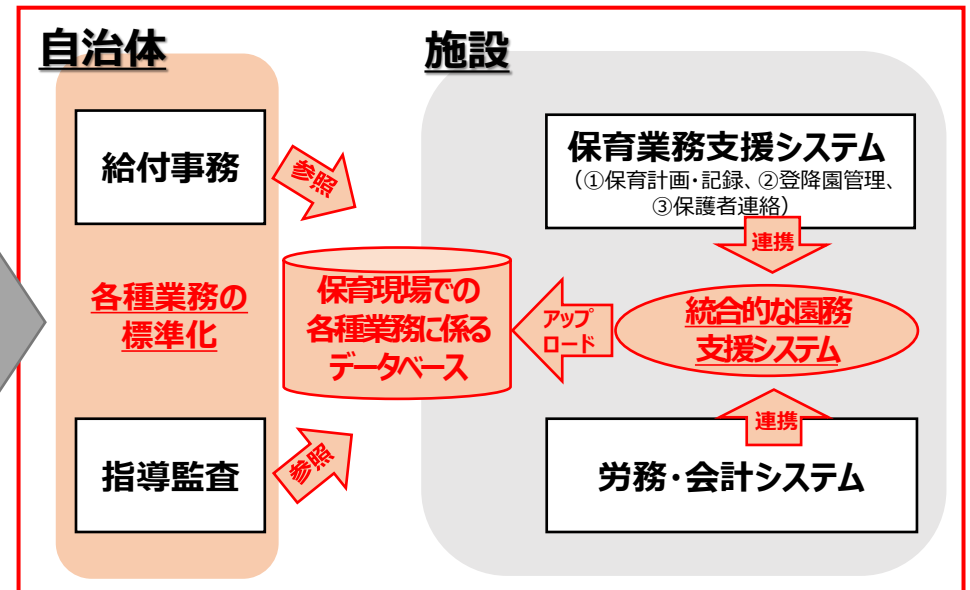 自治体
給付事務
参照
各種業務の
標準化
指導監査
参照
保育現場での
各種業務に係る
データベース
施設
保育業務支援システム
（①保育計画・記録、②登降園管理、
③保護者連絡）
連携
アップ
ロード
統合的な園務
支援システム
連携
労務・会計システム